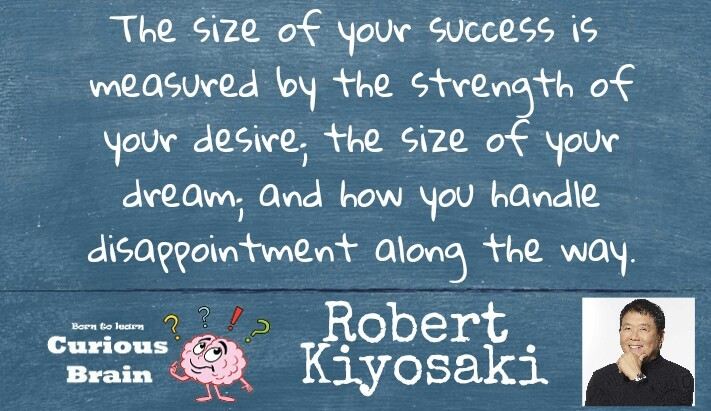 The size of your success is
measured by the strength of
your desire; the size of your
dream; and how you handle
disappointment along the way.
Born to learn
Curious
Brain
Robert
Kiyosaki